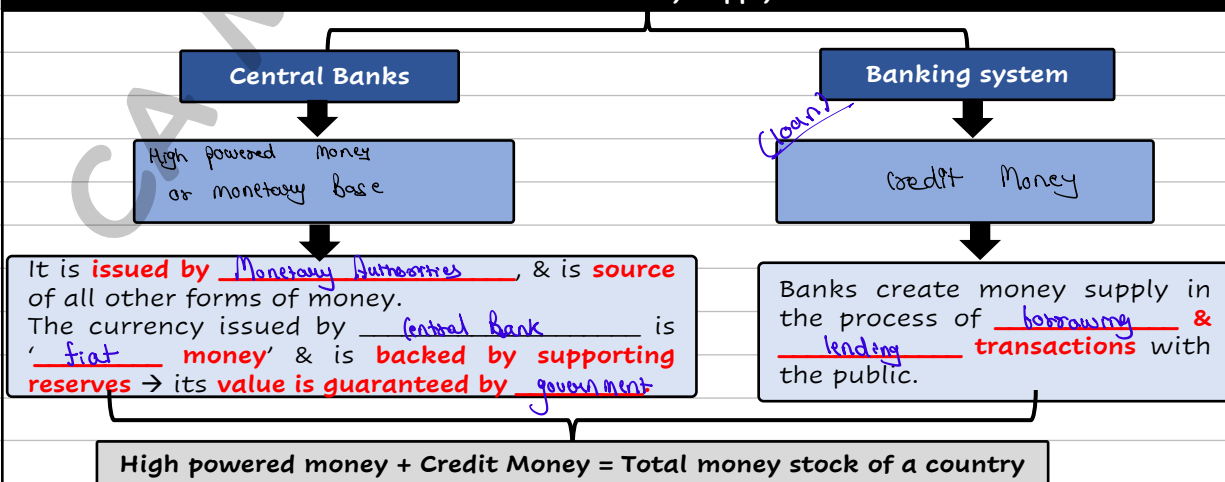 Central Banks
Banking system
(loan)
High powered money
or monetary Base
Credit Money
It is issued by Monetary Authorities, & is source
of all other forms of money.
The currency issued by Central Bank is
‘ fiat money’ & is backed by supporting
reserves → its value is guaranteed by government.
Banks create money supply in
the process of borrowing &
lending transactions with
the public.
High powered money + Credit Money = Total money stock of a country